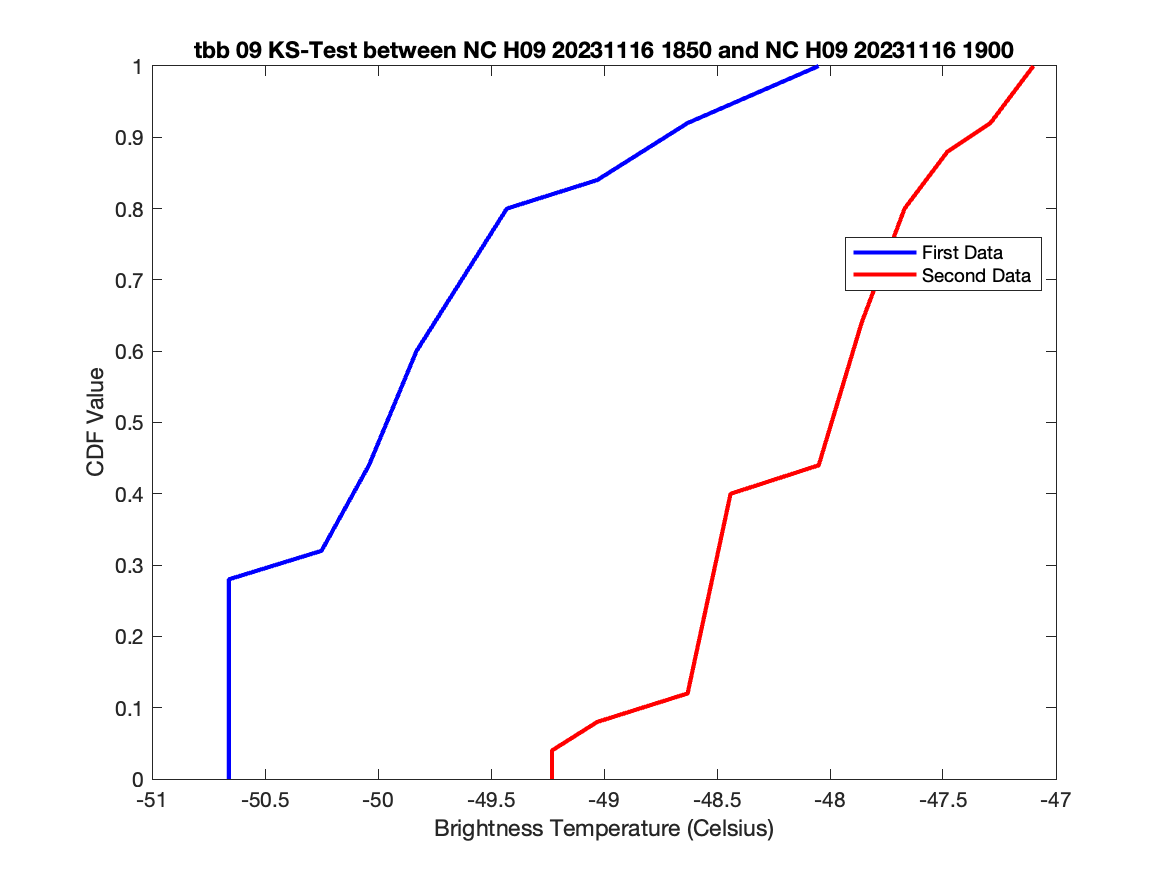 tbb 09 KS-Test between NC H09 20231116 1850 and NC H09 20231116 1900
1
0.9
0.8
0.7
0.6
0.5
0.4
0.3
0.2
0.1
0
CDF Value
First Data
Second Data
-51 -50.5 -50 -49.5 -49 -48.5 -48 -47.5 -47
Brightness Temperature (Celsius)